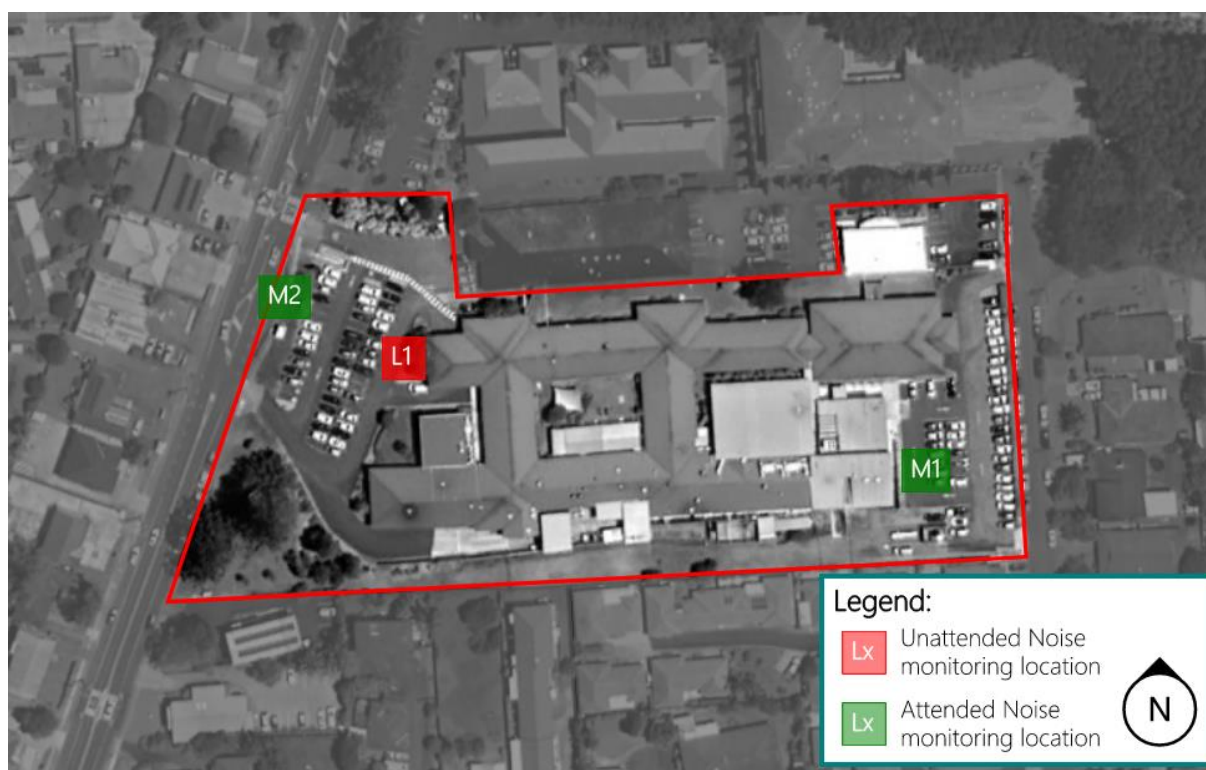 M2
L1
M1
Legend:
Lx Unattended Noise
monitoring location
Lx Attended Noise
monitoring location
N